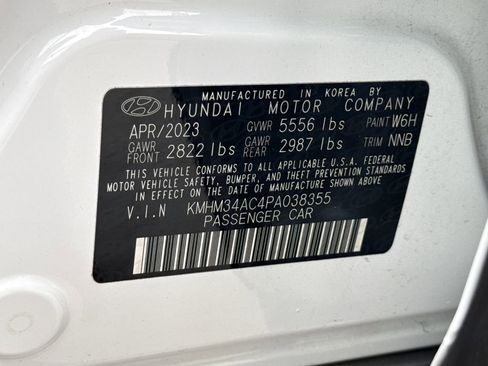 MANUFACTURED IN KOREA BY
HYUNDAI MOTOR COMPANY
APR/2023 GVWR 5556 lbs PAINT W6H
GAWR FRONT 2822 lbs GAWR REAR 2987 lbs TRIM NNB
THIS VEHICLE CONFORMS TO ALL APPLICABLE U.S.A. FEDERAL
MOTOR VEHICLE SAFETY, BUMPER, AND THEFT PREVENTION STANDARDS
IN EFFECT ON THE DATE OF MANUFACTURE SHOWN ABOVE.
V.I.N KMHM34AC4PA038355
PASSENGER CAR